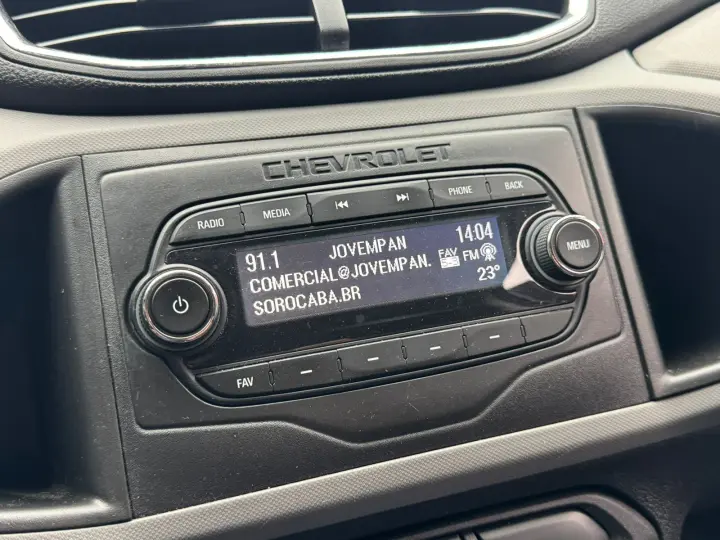 CHEVROLET
RADIO MEDIA PHONE BACK
91.1 JOVEMPAN 14:04
COMERCIAL@JOVEMPAN. FAV FM
SOROCABA.BR 23°
MENU
FAV